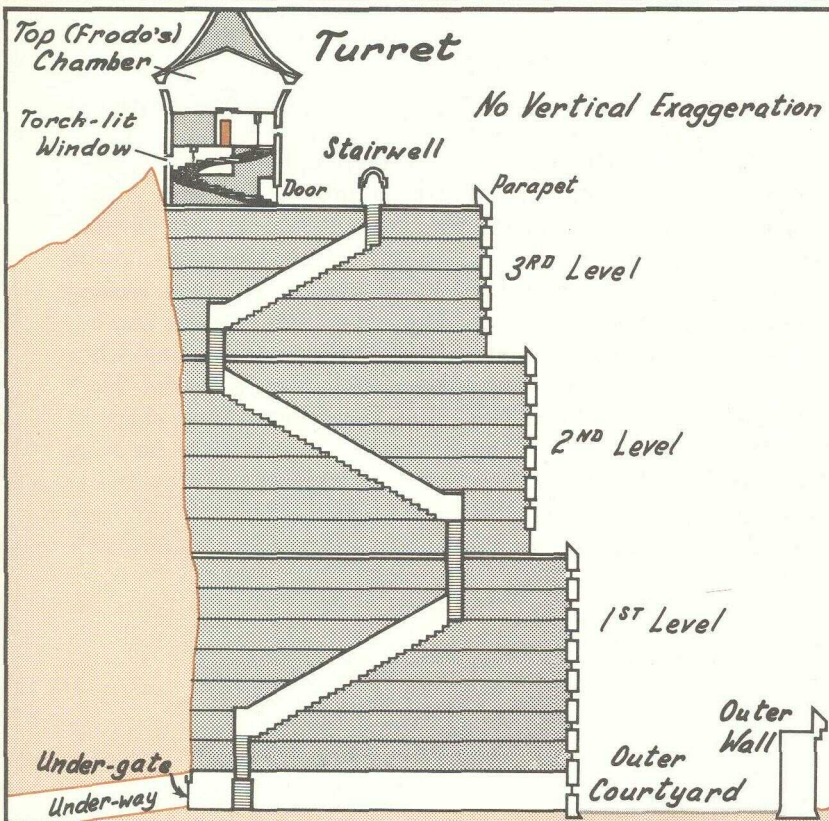 Top (Frodo's)
Chamber
Turret
No Vertical Exaggeration
Torch-lit
Window
Stairwell
Door
Parapet
3RD Level
2ND Level
1ST Level
Outer
Wall
Under-gate
Outer
Courtyard
Under-way